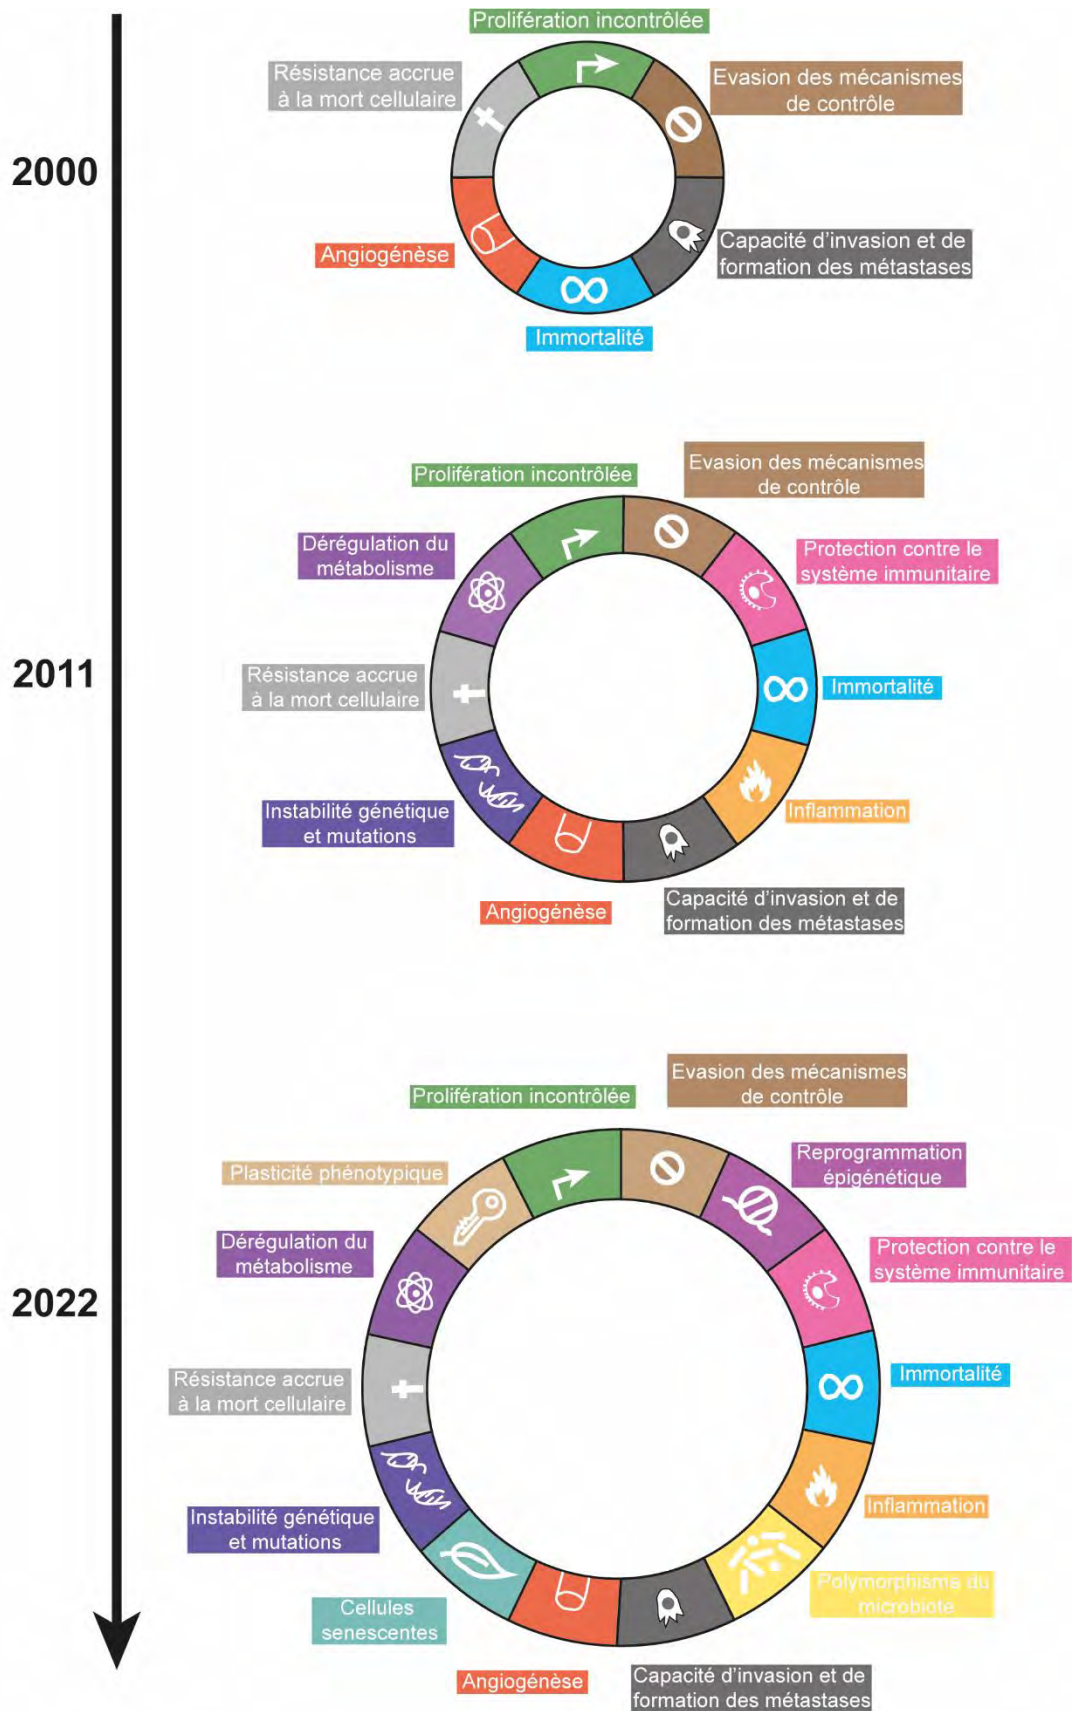 2000
Prolifération incontrôlée
Résistance accrue
à la mort cellulaire
Evasion des mécanismes
de contrôle
Angiogénèse
Capacité d'invasion et de
formation des métastases
Immortalité
2011
Prolifération incontrôlée
Evasion des mécanismes
de contrôle
Dérégulation du
métabolisme
Protection contre le
système immunitaire
Résistance accrue
à la mort cellulaire
Immortalité
Instabilité génétique
et mutations
Inflammation
Angiogénèse
Capacité d'invasion et de
formation des métastases
2022
Prolifération incontrôlée
Evasion des mécanismes
de contrôle
Plasticité phénotypique
Reprogrammation
épigénétique
Dérégulation du
métabolisme
Protection contre le
système immunitaire
Résistance accrue
à la mort cellulaire
Immortalité
Instabilité génétique
et mutations
Inflammation
Cellules
senescentes
Polymorphisma du
microbiote
Angiogénèse
Capacité d'invasion et de
formation des métastases